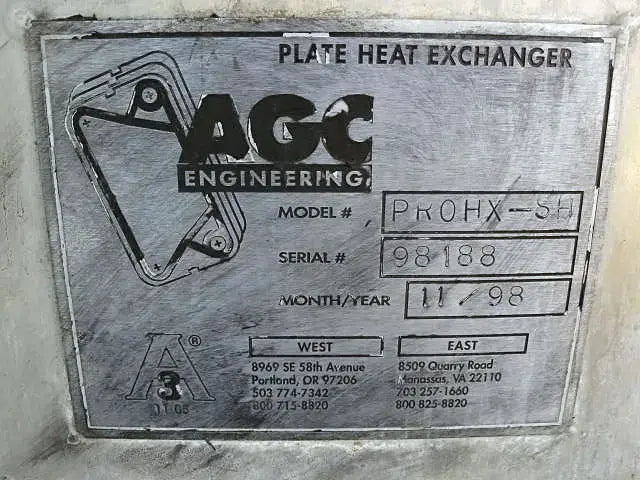 PLATE HEAT EXCHANGER
AGC
ENGINEERING
MODEL # PROHX-SH
SERIAL # 98188
MONTH/YEAR 11/98
A ®
3
01 05
WEST
8969 SE 58th Avenue
Portland, OR 97206
503 774-7342
800 715-8820
EAST
8509 Quarry Road
Manassas, VA 22110
703 257-1660
800 825-8820